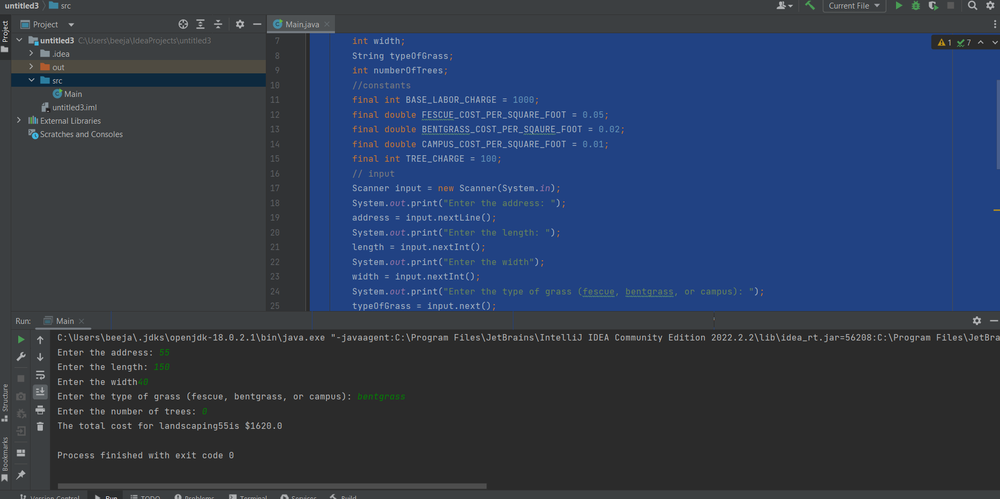 untitled3 src
Current File
Project
Project
Main.java
untitled3 C:\Users\beeja\IdeaProjects\untitled3
.idea
out
src
Main
untitled3.iml
External Libraries
Scratches and Consoles
1 7
7 int width;
8 String typeOfGrass;
9 int numberOfTrees;
10 //constants
11 final int BASE_LABOR_CHARGE = 1000;
12 final double FESCUE_COST_PER_SQUARE_FOOT = 0.05;
13 final double BENTGRASS_COST_PER_SQAURE_FOOT = 0.02;
14 final double CAMPUS_COST_PER_SQUARE_FOOT = 0.01;
15 final int TREE_CHARGE = 100;
16 // input
17 Scanner input = new Scanner(System.in);
18 System.out.print("Enter the address: ");
19 address = input.nextLine();
20 System.out.print("Enter the length: ");
21 length = input.nextInt();
22 System.out.print("Enter the width");
23 width = input.nextInt();
24 System.out.print("Enter the type of grass (fescue, bentgrass, or campus): ");
25 typeOfGrass = input.next();
Run: Main
C:\Users\beeja\.jdks\openjdk-18.0.2.1\bin\java.exe "-javaagent:C:\Program Files\JetBrains\IntelliJ IDEA Community Edition 2022.2.2\lib\idea_rt.jar=56208:C:\Program Files\JetBra
Enter the address: 55
Enter the length: 150
Enter the width40
Enter the type of grass (fescue, bentgrass, or campus): bentgrass
Enter the number of trees: 0
The total cost for landscaping55is $1620.0
Process finished with exit code 0
Structure
Bookmarks
Version Control Run TODO Problems Terminal Services Build